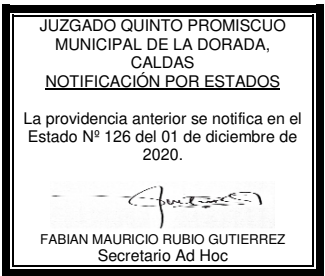 JUZGADO QUINTO PROMISCUO
MUNICIPAL DE LA DORADA,
CALDAS
NOTIFICACIÓN POR ESTADOS
La providencia anterior se notifica en el
Estado Nº 126 del 01 de diciembre de
2020.
FABIAN MAURICIO RUBIO GUTIERREZ
Secretario Ad Hoc